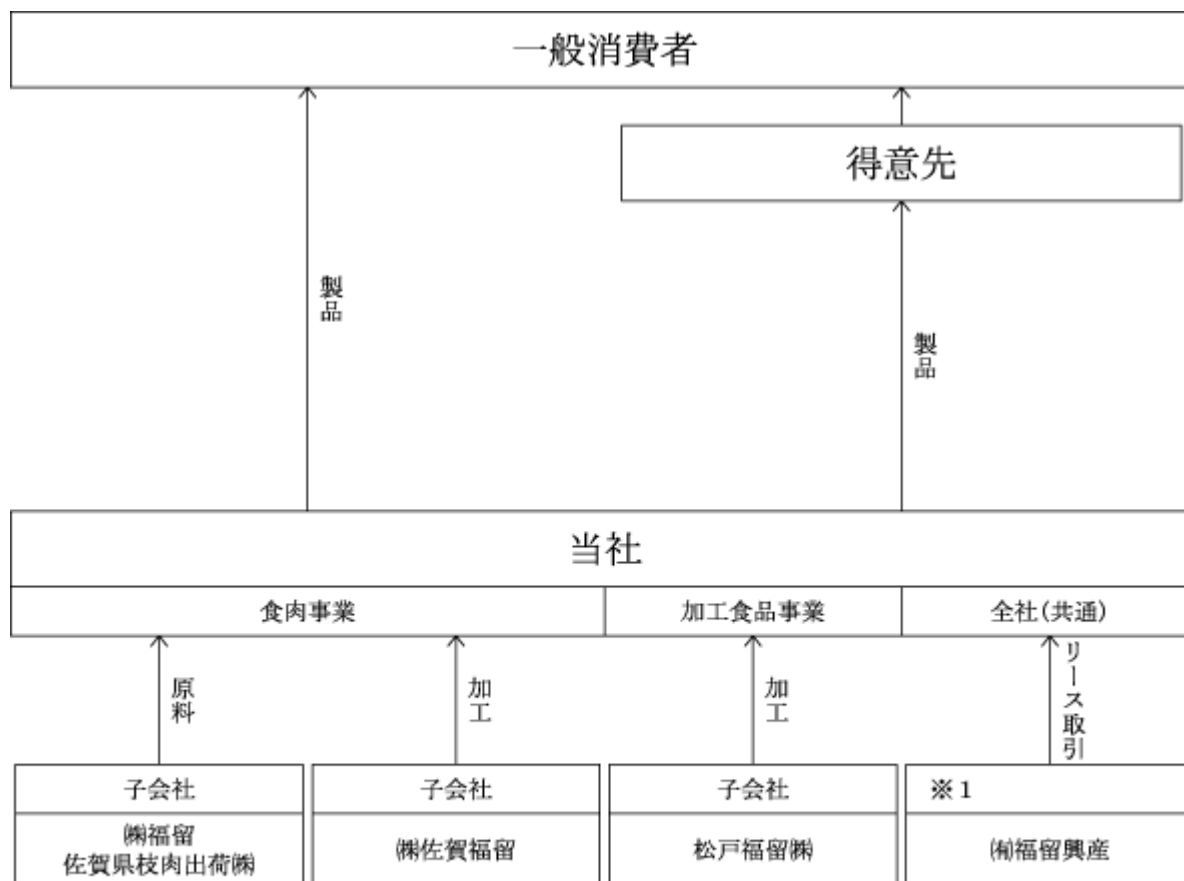 一般消費者
得意先
製品
製品
当社
食肉事業
加工食品事業
全社(共通)
原料
加工
加工
リース取引
子会社
子会社
子会社
※1
㈱福留
佐賀県枝肉出荷㈱
㈱佐賀福留
松戸福留㈱
㈲福留興産